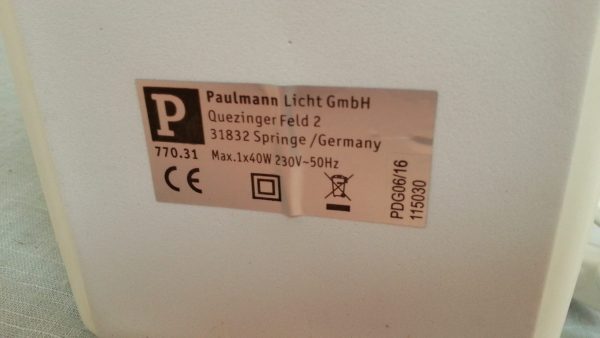 P
Paulmann Licht GmbH
Quezinger Feld 2
31832 Springe /Germany
770.31 Max.1x40W 230V~50Hz
CE
PDG06/16
115030